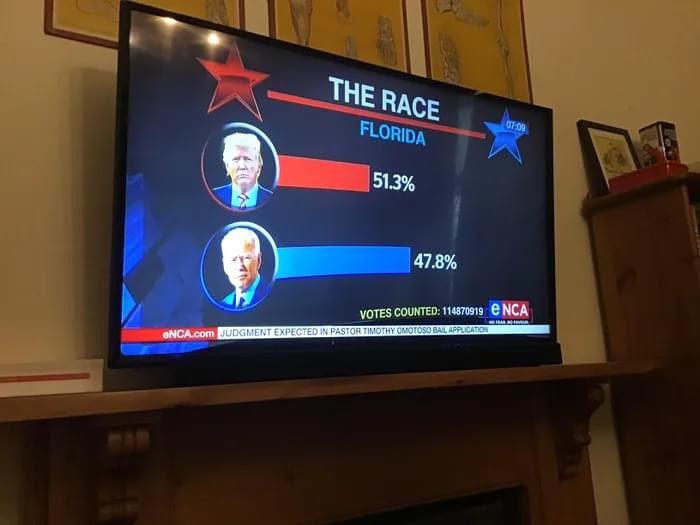 THE RACE
07:09
FLORIDA
51.3%
47.8%
VOTES COUNTED: 114870919
eNCA
NO FEAR. NO FAVOUR.
eNCA.com JUDGMENT EXPECTED IN PASTOR TIMOTHY OMOTOSO BAIL APPLICATION